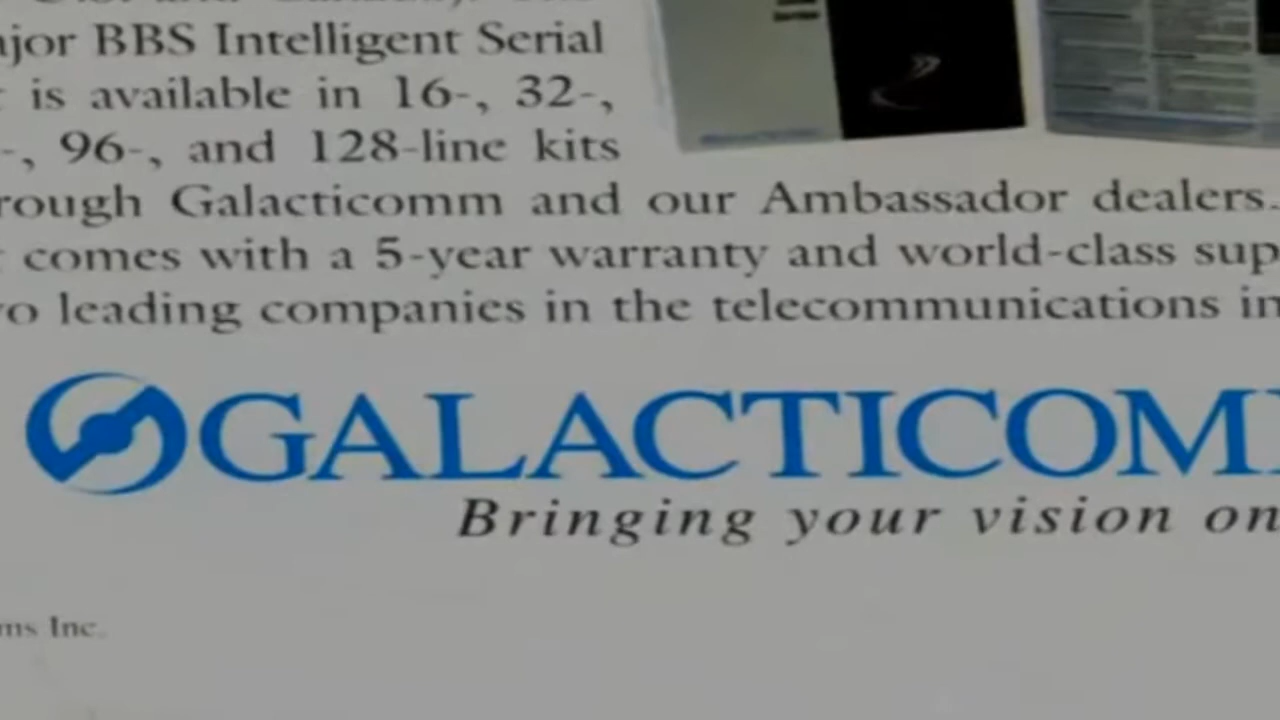 ajor BBS Intelligent Serial
is available in 16-, 32-,
-, 96-, and 128-line kits
rough Galacticomm and our Ambassador dealers.
comes with a 5-year warranty and world-class sup
o leading companies in the telecommunications in
GALACTICOM
Bringing your vision on
ms Inc.